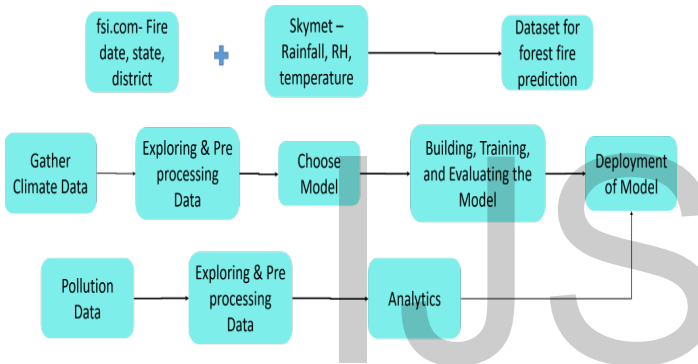 fsi.com- Fire
date, state,
district
Skymet –
Rainfall, RH,
temperature
Dataset for
forest fire
prediction
Gather
Climate Data
Exploring & Pre
processing
Data
Choose
Model
Building, Training,
and Evaluating the
Model
Deployment
of Model
Pollution
Data
Exploring & Pre
processing
Data
Analytics
IJS